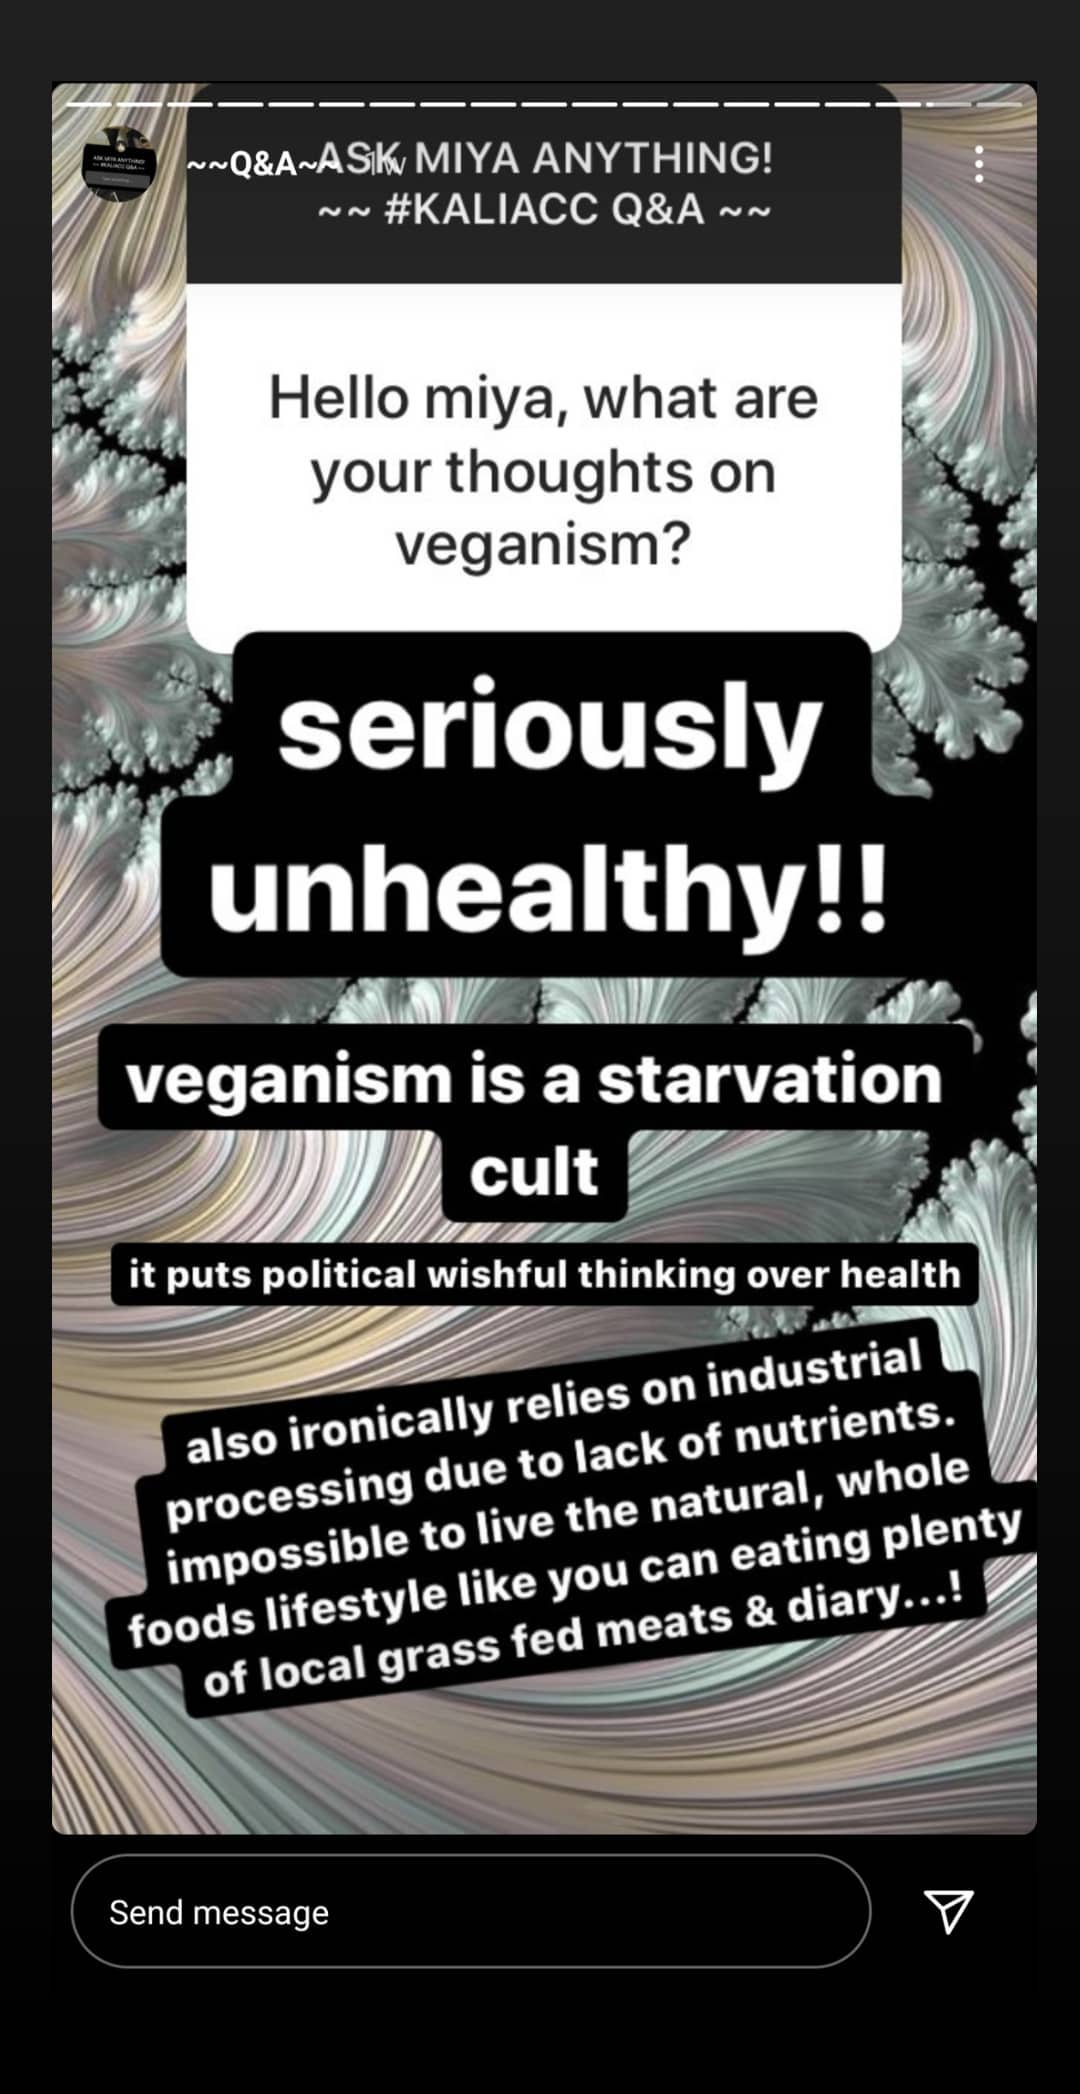 ~~Q&A~~ 1w
ASK MIYA ANYTHING!
~~ #KALIACC Q&A ~~
Hello miya, what are
your thoughts on
veganism?
seriously
unhealthy!!
veganism is a starvation
cult
it puts political wishful thinking over health
also ironically relies on industrial
processing due to lack of nutrients.
impossible to live the natural, whole
foods lifestyle like you can eating plenty
of local grass fed meats & diary...!
Send message